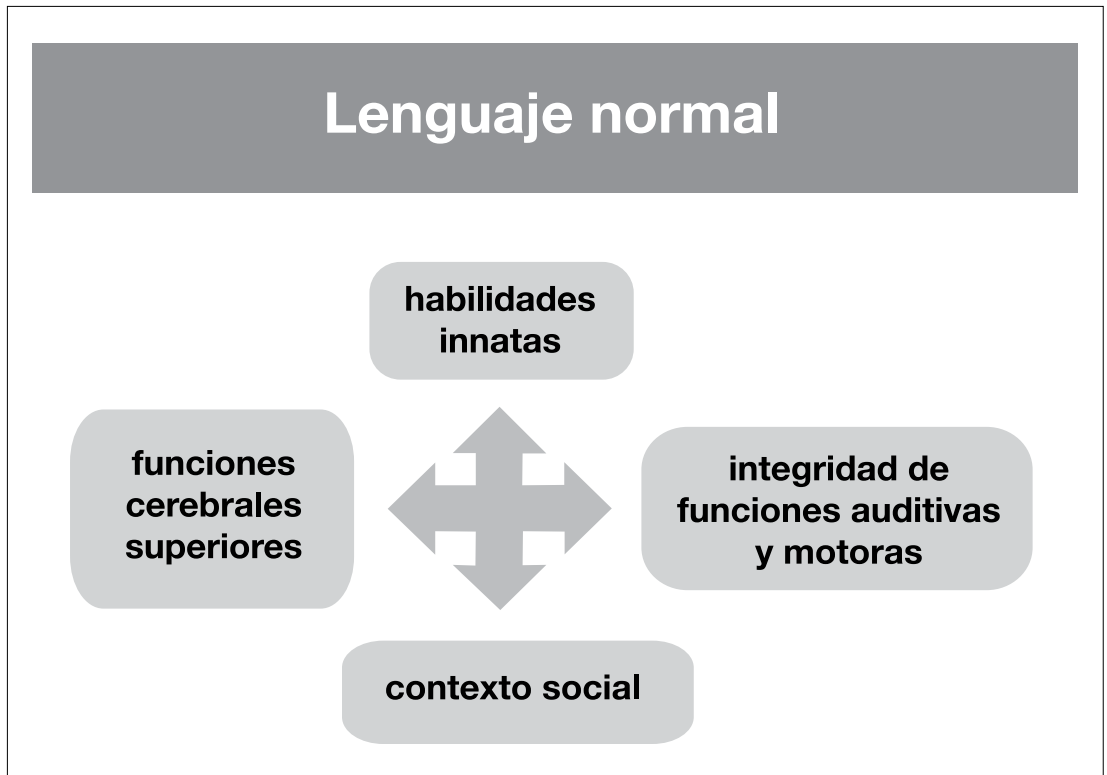 Lenguaje normal
habilidades
innatas
funciones
cerebrales
superiores
integridad de
funciones auditivas
y motoras
contexto social